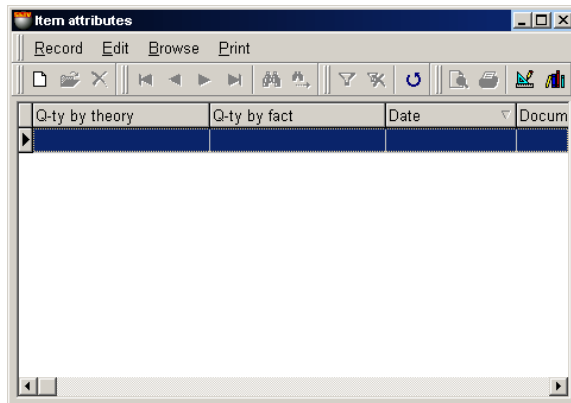 Item attributes
Record Edit Browse Print
Q-ty by theory Q-ty by fact Date Docum